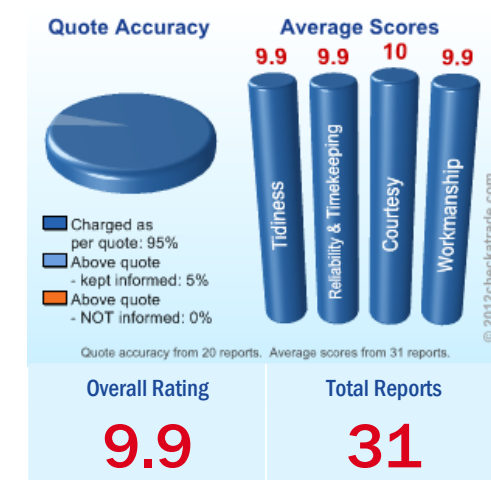 Quote Accuracy
Average Scores
9.9
9.9
10
9.9
Tidiness
Reliability & Timekeeping
Courtesy
Workmanship
Charged as
per quote: 95%
Above quote
- kept informed: 5%
Above quote
- NOT informed: 0%
© 2012checkatrade.com
Quote accuracy from 20 reports. Average scores from 31 reports.
Overall Rating
Total Reports
9.9
31